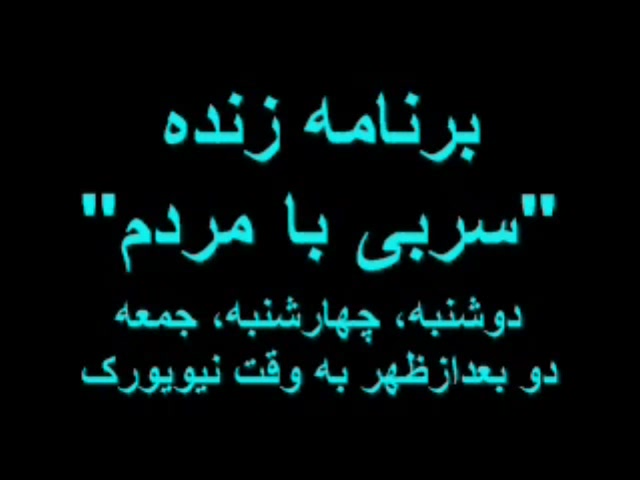 برنامه زنده
"سربی با مردم"
دوشنبه، چهارشنبه، جمعه
دو بعدازظهر به وقت نیویورک